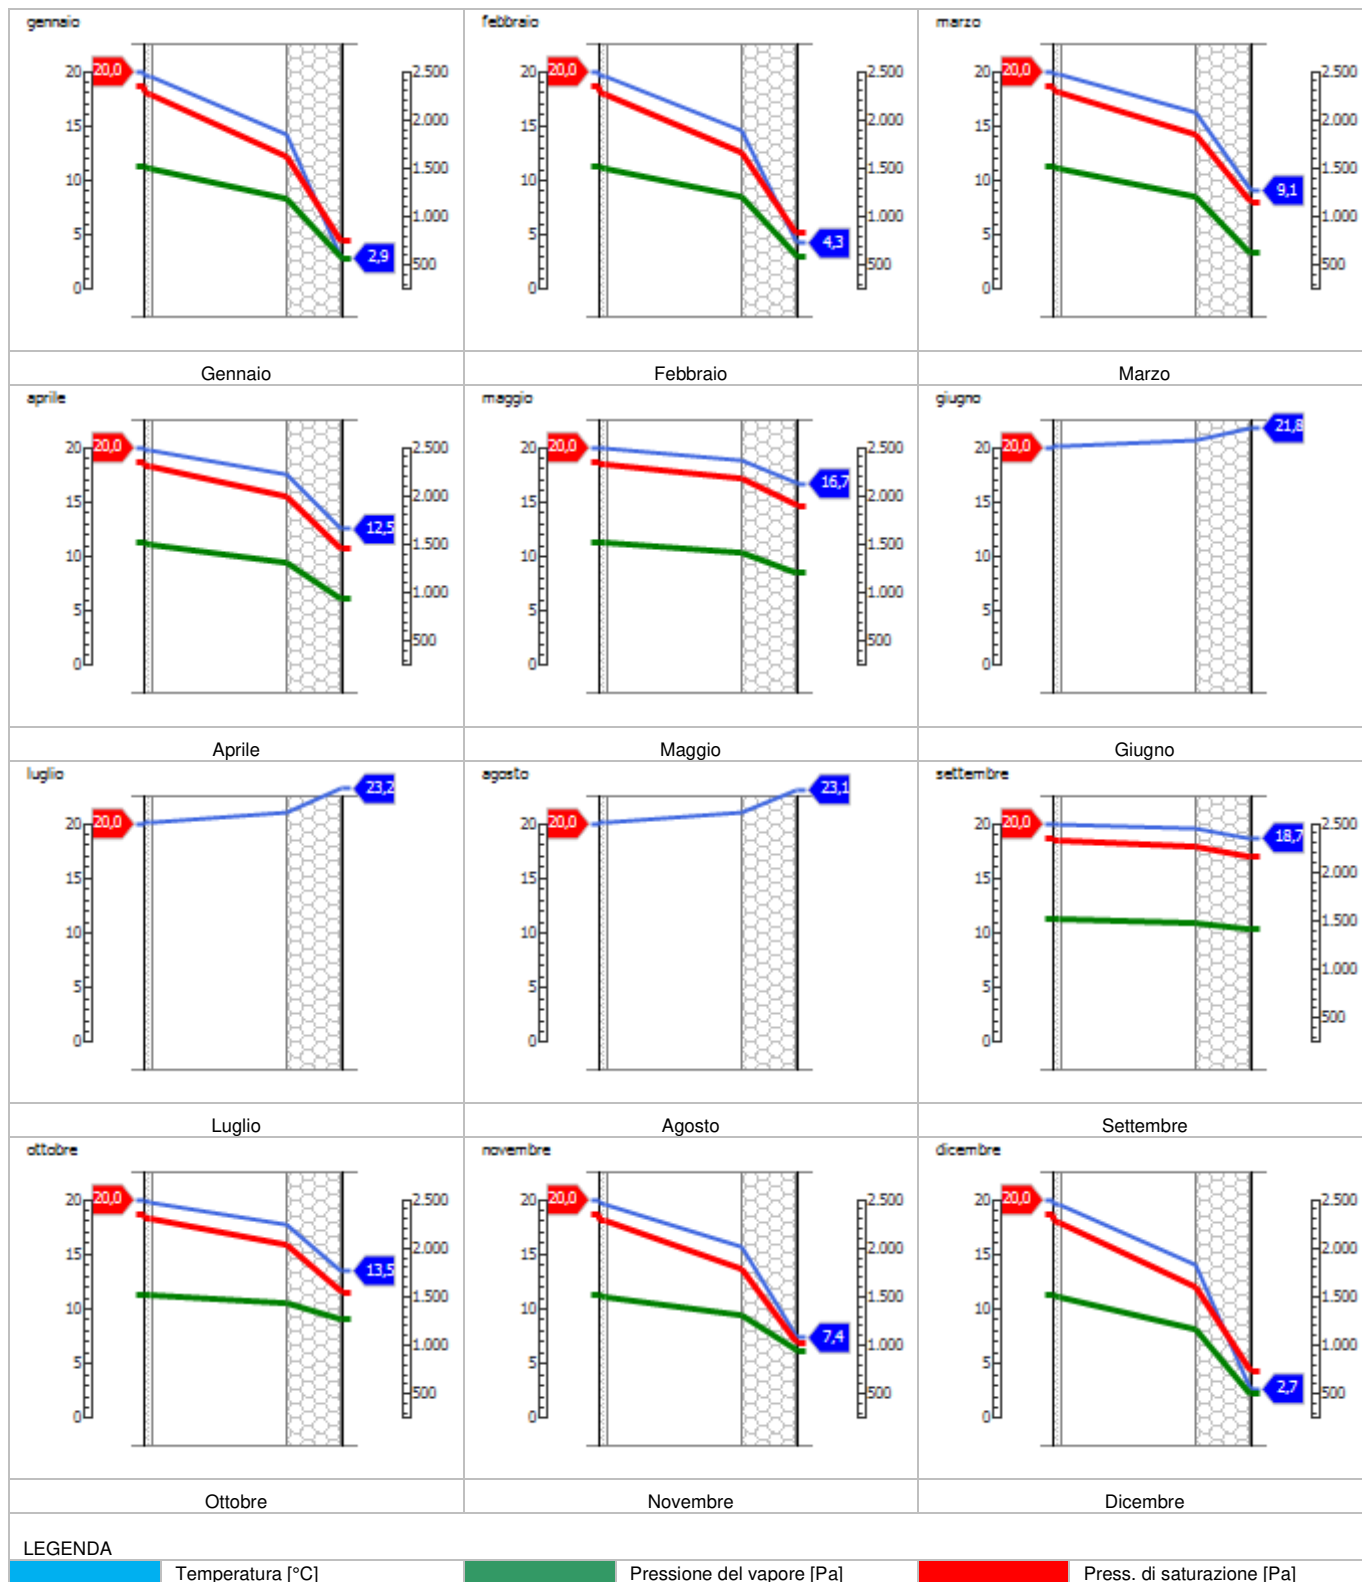 gennaio
febbraio
marzo
20 20,0 2.500
15 2.000
10 1.500
5 1.000
0 500
2,9
20 20,0 2.500
15 2.000
10 1.500
5 1.000
0 500
4,3
20 20,0 2.500
15 2.000
10 1.500
5 1.000
0 500
9,1
Gennaio
Febbraio
Marzo
aprile
maggio
giugno
20 20,0 2.500
15 2.000
10 1.500
5 1.000
0 500
12,5
20 20,0 2.500
15 2.000
10 1.500
5 1.000
0 500
16,7
20 20,0
15
10
5
0
21,8
Aprile
Maggio
Giugno
luglio
agosto
settembre
20 20,0
15
10
5
0
23,2
20 20,0
15
10
5
0
23,1
20 20,0 2.500
15 2.000
10 1.500
5 1.000
0 500
18,7
Luglio
Agosto
Settembre
ottobre
novembre
dicembre
20 20,0 2.500
15 2.000
10 1.500
5 1.000
0 500
13,5
20 20,0 2.500
15 2.000
10 1.500
5 1.000
0 500
7,4
20 20,0 2.500
15 2.000
10 1.500
5 1.000
0 500
2,7
Ottobre
Novembre
Dicembre
LEGENDA
Temperatura [°C]
Pressione del vapore [Pa]
Press. di saturazione [Pa]